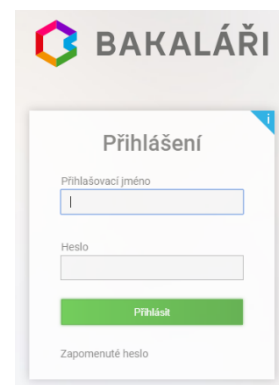 BAKALÁŘI
i
Přihlášení
Přihlašovací jméno
Heslo
Přihlásit
Zapomenuté heslo